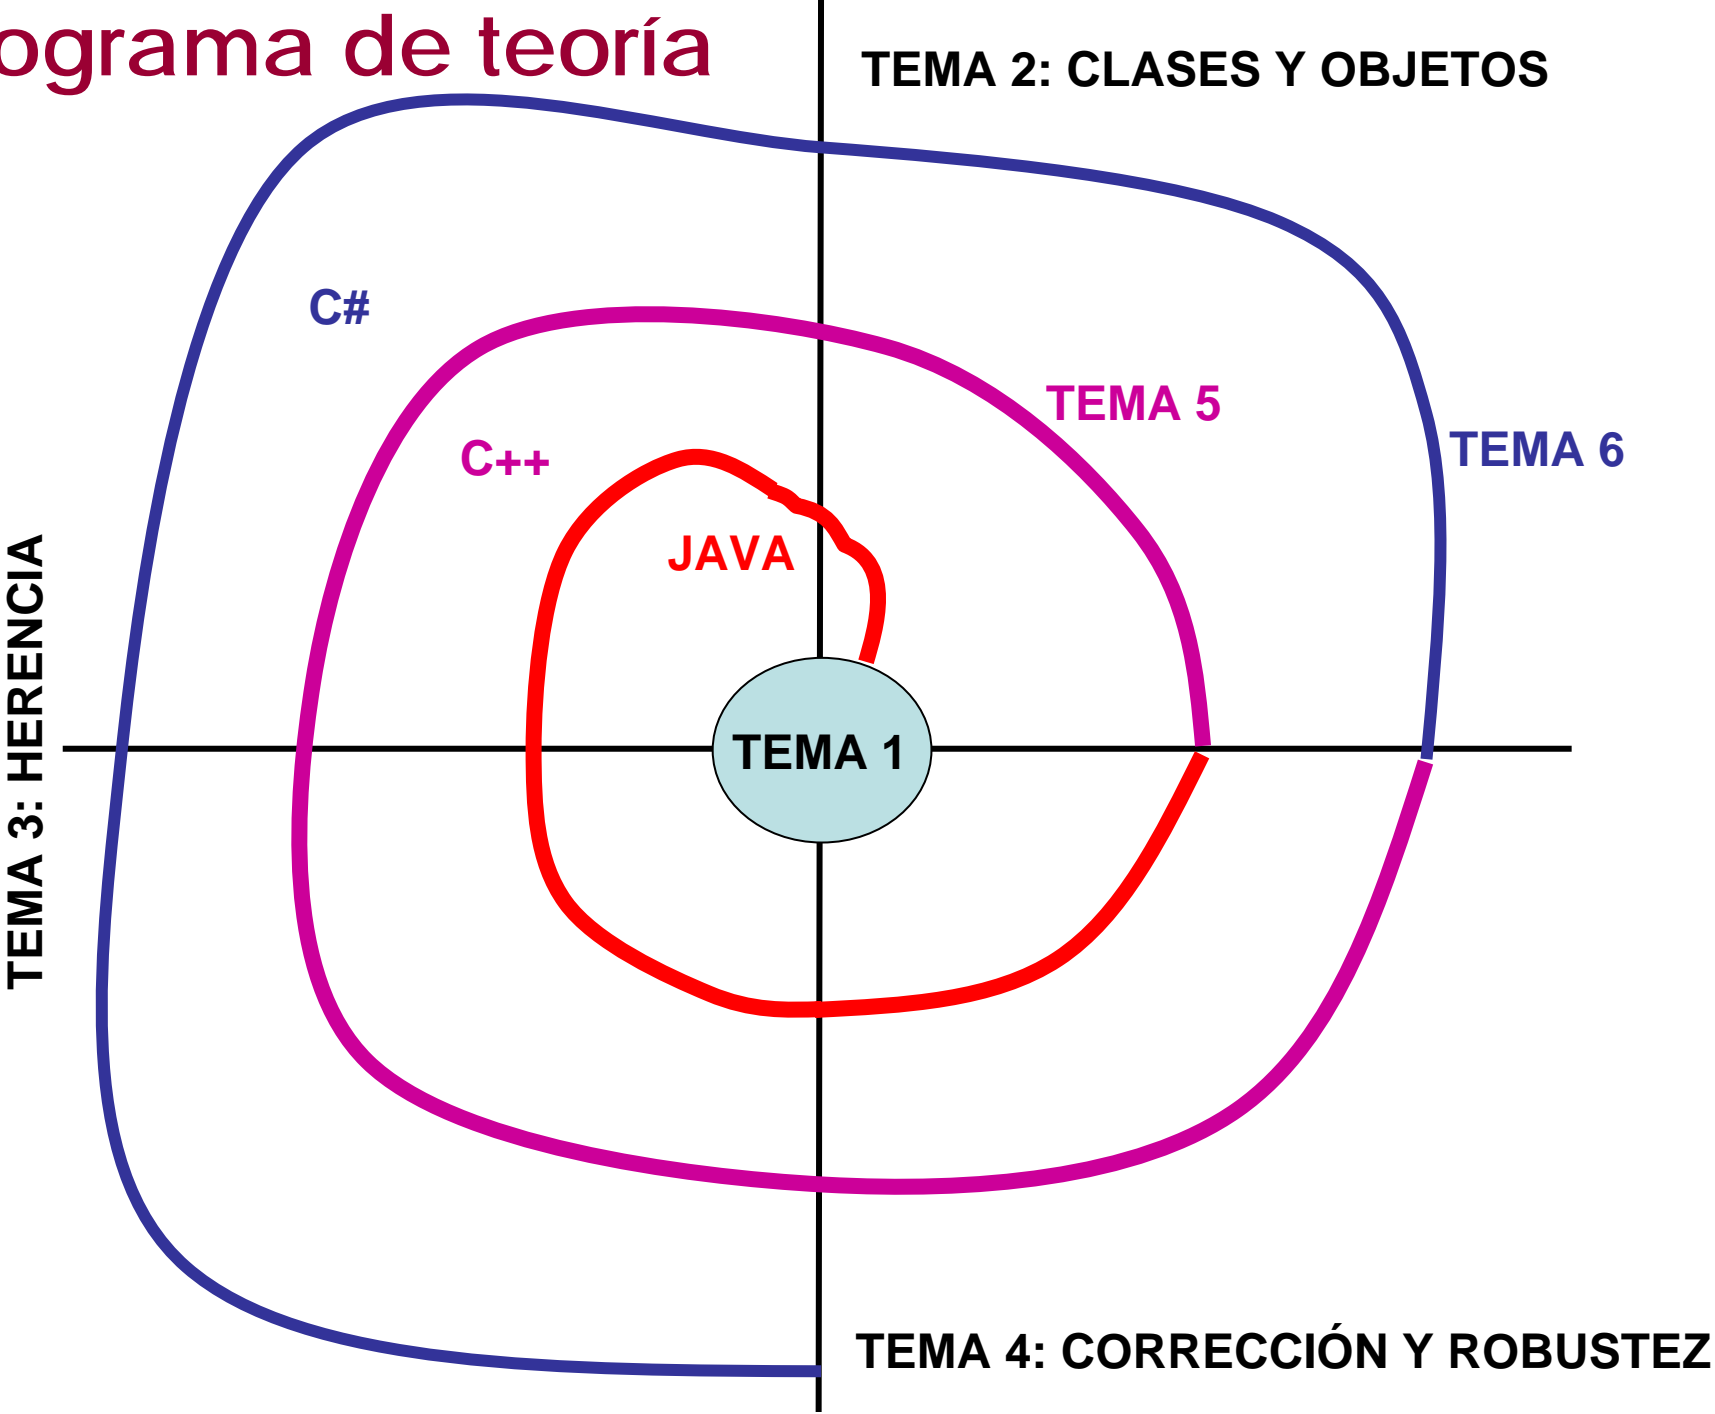 ograma de teoría
TEMA 2: CLASES Y OBJETOS
C#
TEMA 5
TEMA 6
C++
JAVA
TEMA 3: HERENCIA
TEMA 1
TEMA 4: CORRECCIÓN Y ROBUSTEZ